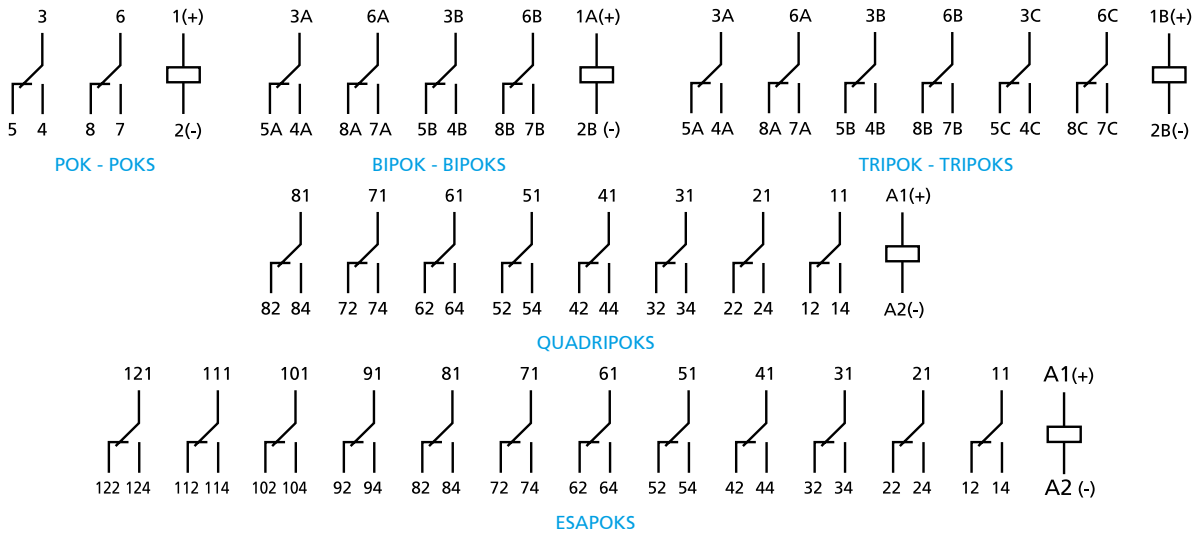 3 6 1(+) 3A 6A 3B 6B 1A(+) 3A 6A 3B 6B 3C 6C 1B(+)
5 4 8 7 2(-) 5A 4A 8A 7A 5B 4B 8B 7B 2B (-) 5A 4A 8A 7A 5B 4B 8B 7B 5C 4C 8C 7C 2B(-)
POK - POKS BIPOK - BIPOKS TRIPOK - TRIPOKS
81 71 61 51 41 31 21 11 A1(+)
82 84 72 74 62 64 52 54 42 44 32 34 22 24 12 14 A2(-)
QUADRIPOKS
121 111 101 91 81 71 61 51 41 31 21 11 A1(+)
122 124 112 114 102 104 92 94 82 84 72 74 62 64 52 54 42 44 32 34 22 24 12 14 A2 (-)
ESAPOKS